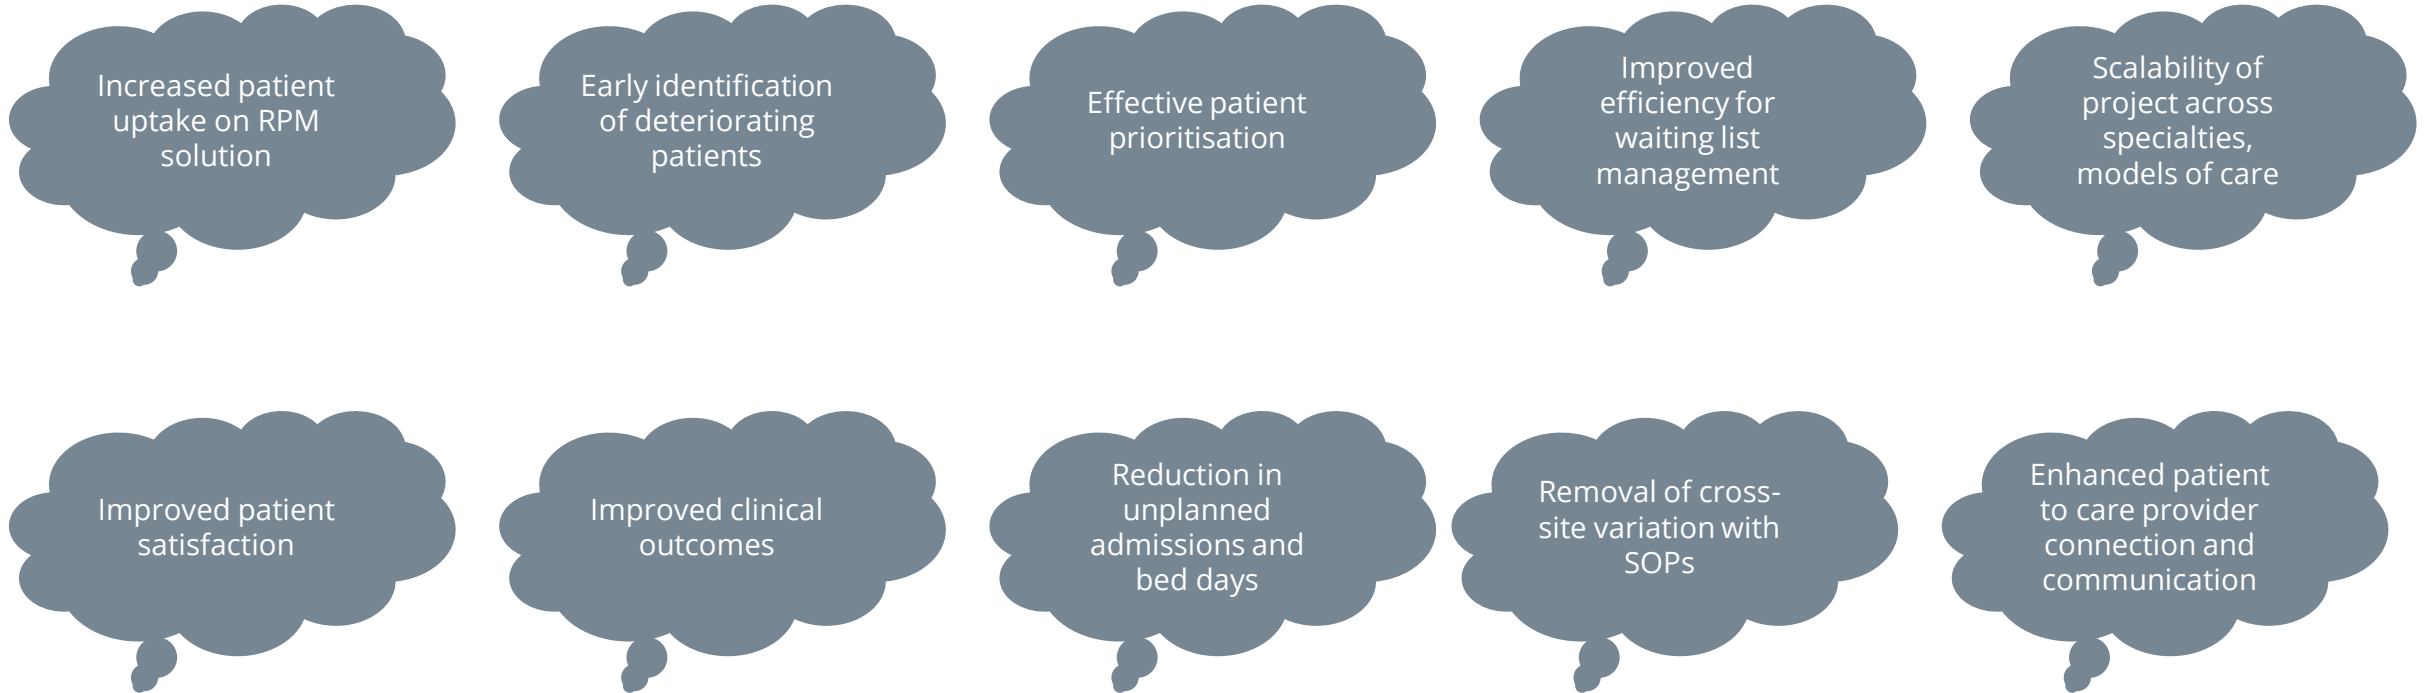 Increased patient
uptake on RPM
solution
Early identification
of deteriorating
patients
Effective patient
prioritisation
Improved
efficiency for
waiting list
management
Scalability of
project across
specialties,
models of care
Improved patient
satisfaction
Improved clinical
outcomes
Reduction in
unplanned
admissions and
bed days
Removal of cross-
site variation with
SOPs
Enhanced patient
to care provider
connection and
communication